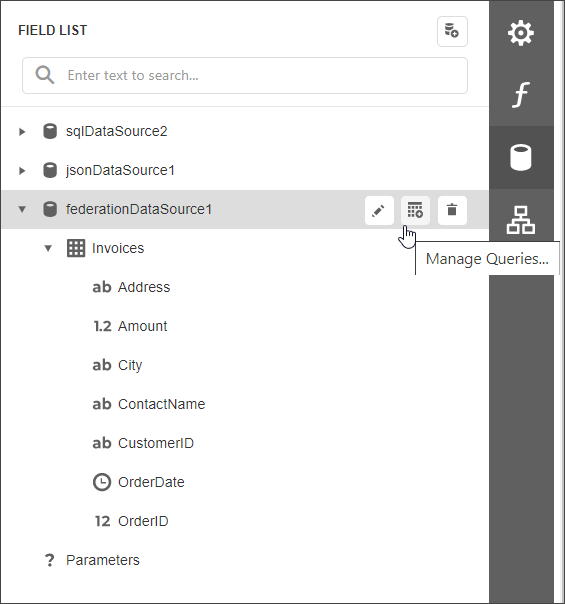 FIELD LIST
Enter text to search...
sqlDataSource2
jsonDataSource1
federationDataSource1
Manage Queries...
Invoices
ab Address
1.2 Amount
ab City
ab ContactName
ab CustomerID
OrderDate
12 OrderID
? Parameters